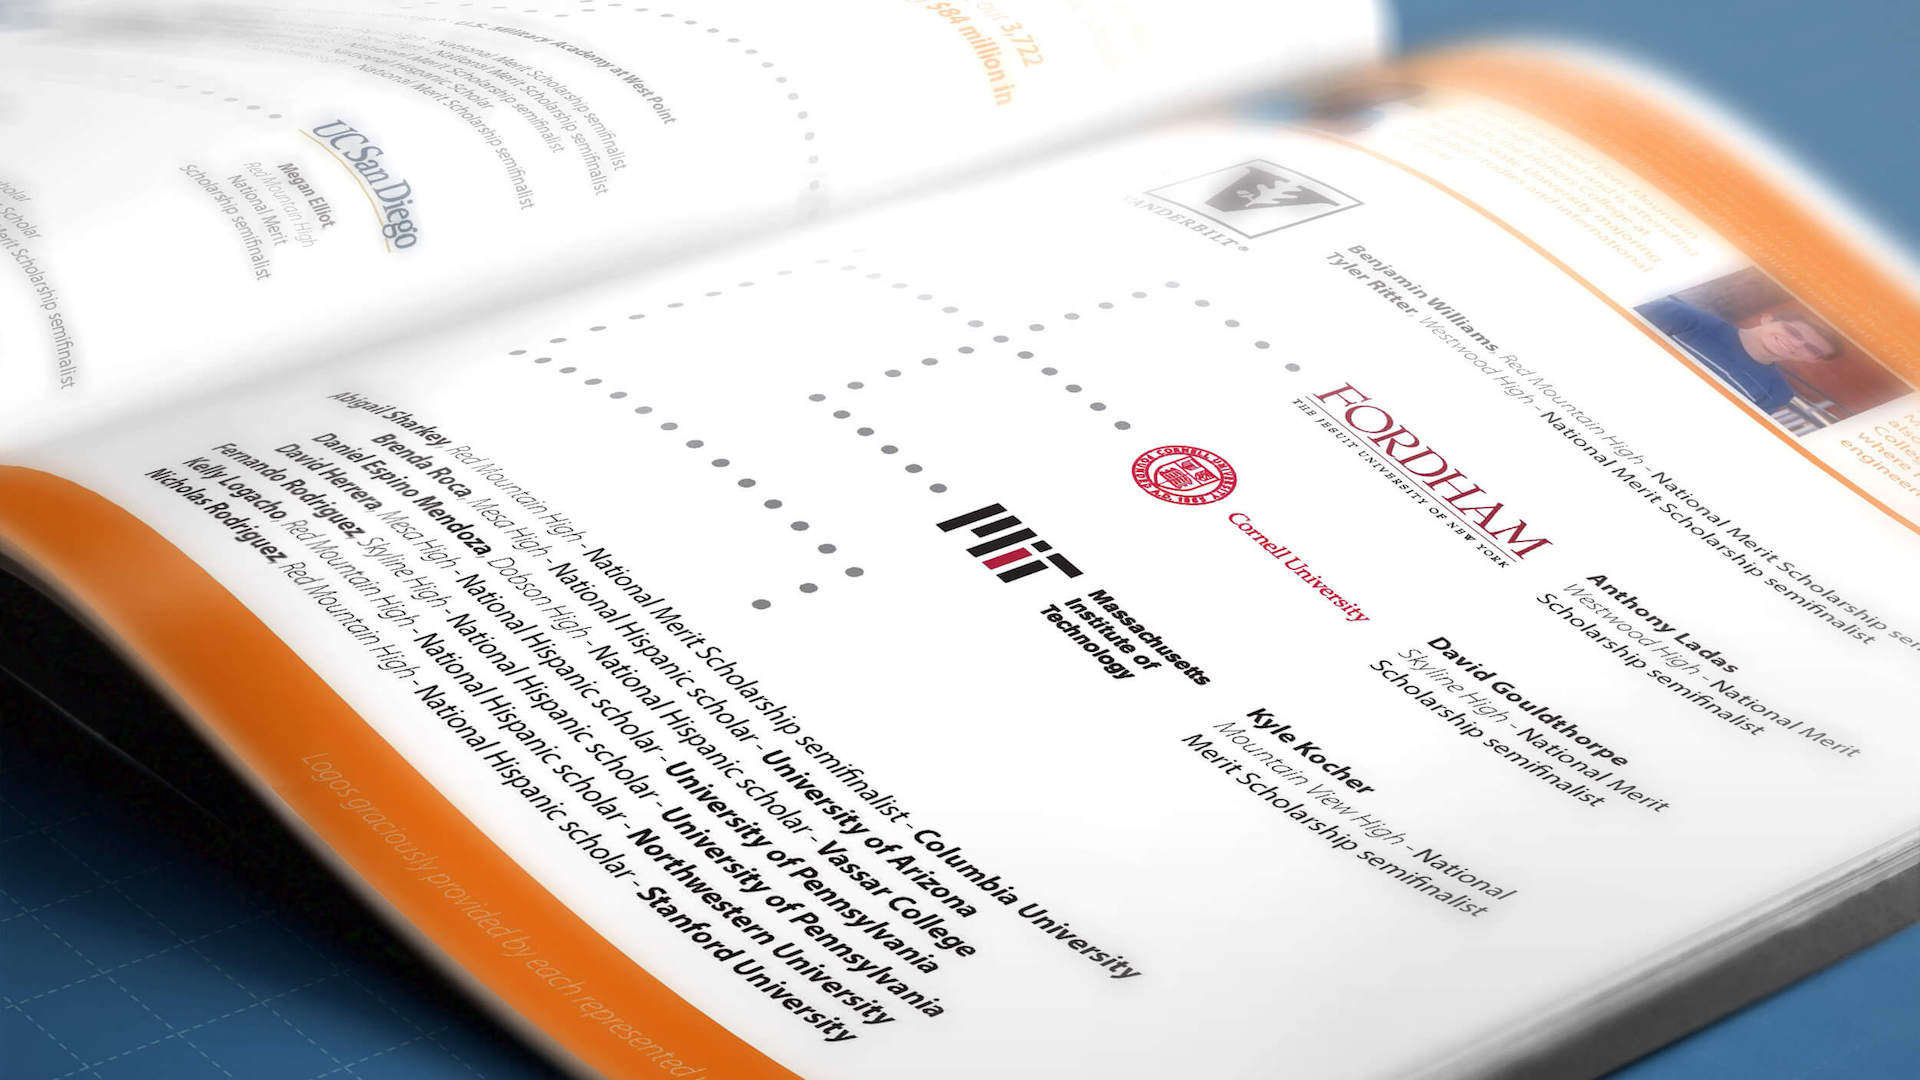 U.S. Military Academy at West Point
National Merit Scholarship semifinalist
National Merit Scholarship semifinalist
National Hispanic Scholar
Merit Scholarship semifinalist
National Merit Scholarship semifinalist
3,722
$84 million in
UC San Diego
Megan Elliot
Red Mountain High
National Merit
Scholarship semifinalist
Scholar
Merit Scholarship semifinalist
VANDERBILT®
Benjamin Williams, Red Mountain High - National Merit Scholarship
Tyler Ritter, Westwood High - National Merit Scholarship semifinalist
FORDHAM
THE JESUIT UNIVERSITY OF NEW YORK
Anthony Ladas
Westwood High - National Merit
Scholarship semifinalist
CORNELL UNIVERSITY
FOUNDED A.D. 1865
Cornell University
David Gouldthorpe
Skyline High - National Merit
Scholarship semifinalist
MIT
Massachusetts
Institute of
Technology
Kyle Kocher
Mountain View High - National
Merit Scholarship semifinalist
Abigail Sharkey, Red Mountain High - National Merit Scholarship semifinalist - Columbia University
Brenda Roca, Mesa High - National Hispanic scholar - University of Arizona
Daniel Espino Mendoza, Dobson High - National Hispanic scholar - Vassar College
David Herrera, Mesa High - National Hispanic scholar - University of Pennsylvania
Fernando Rodriguez, Skyline High - National Hispanic scholar - University of Pennsylvania
Kelly Logacho, Red Mountain High - National Hispanic scholar - Northwestern University
Nicholas Rodriguez, Red Mountain High - National Hispanic scholar - Stanford University
Logos graciously provided by each represented